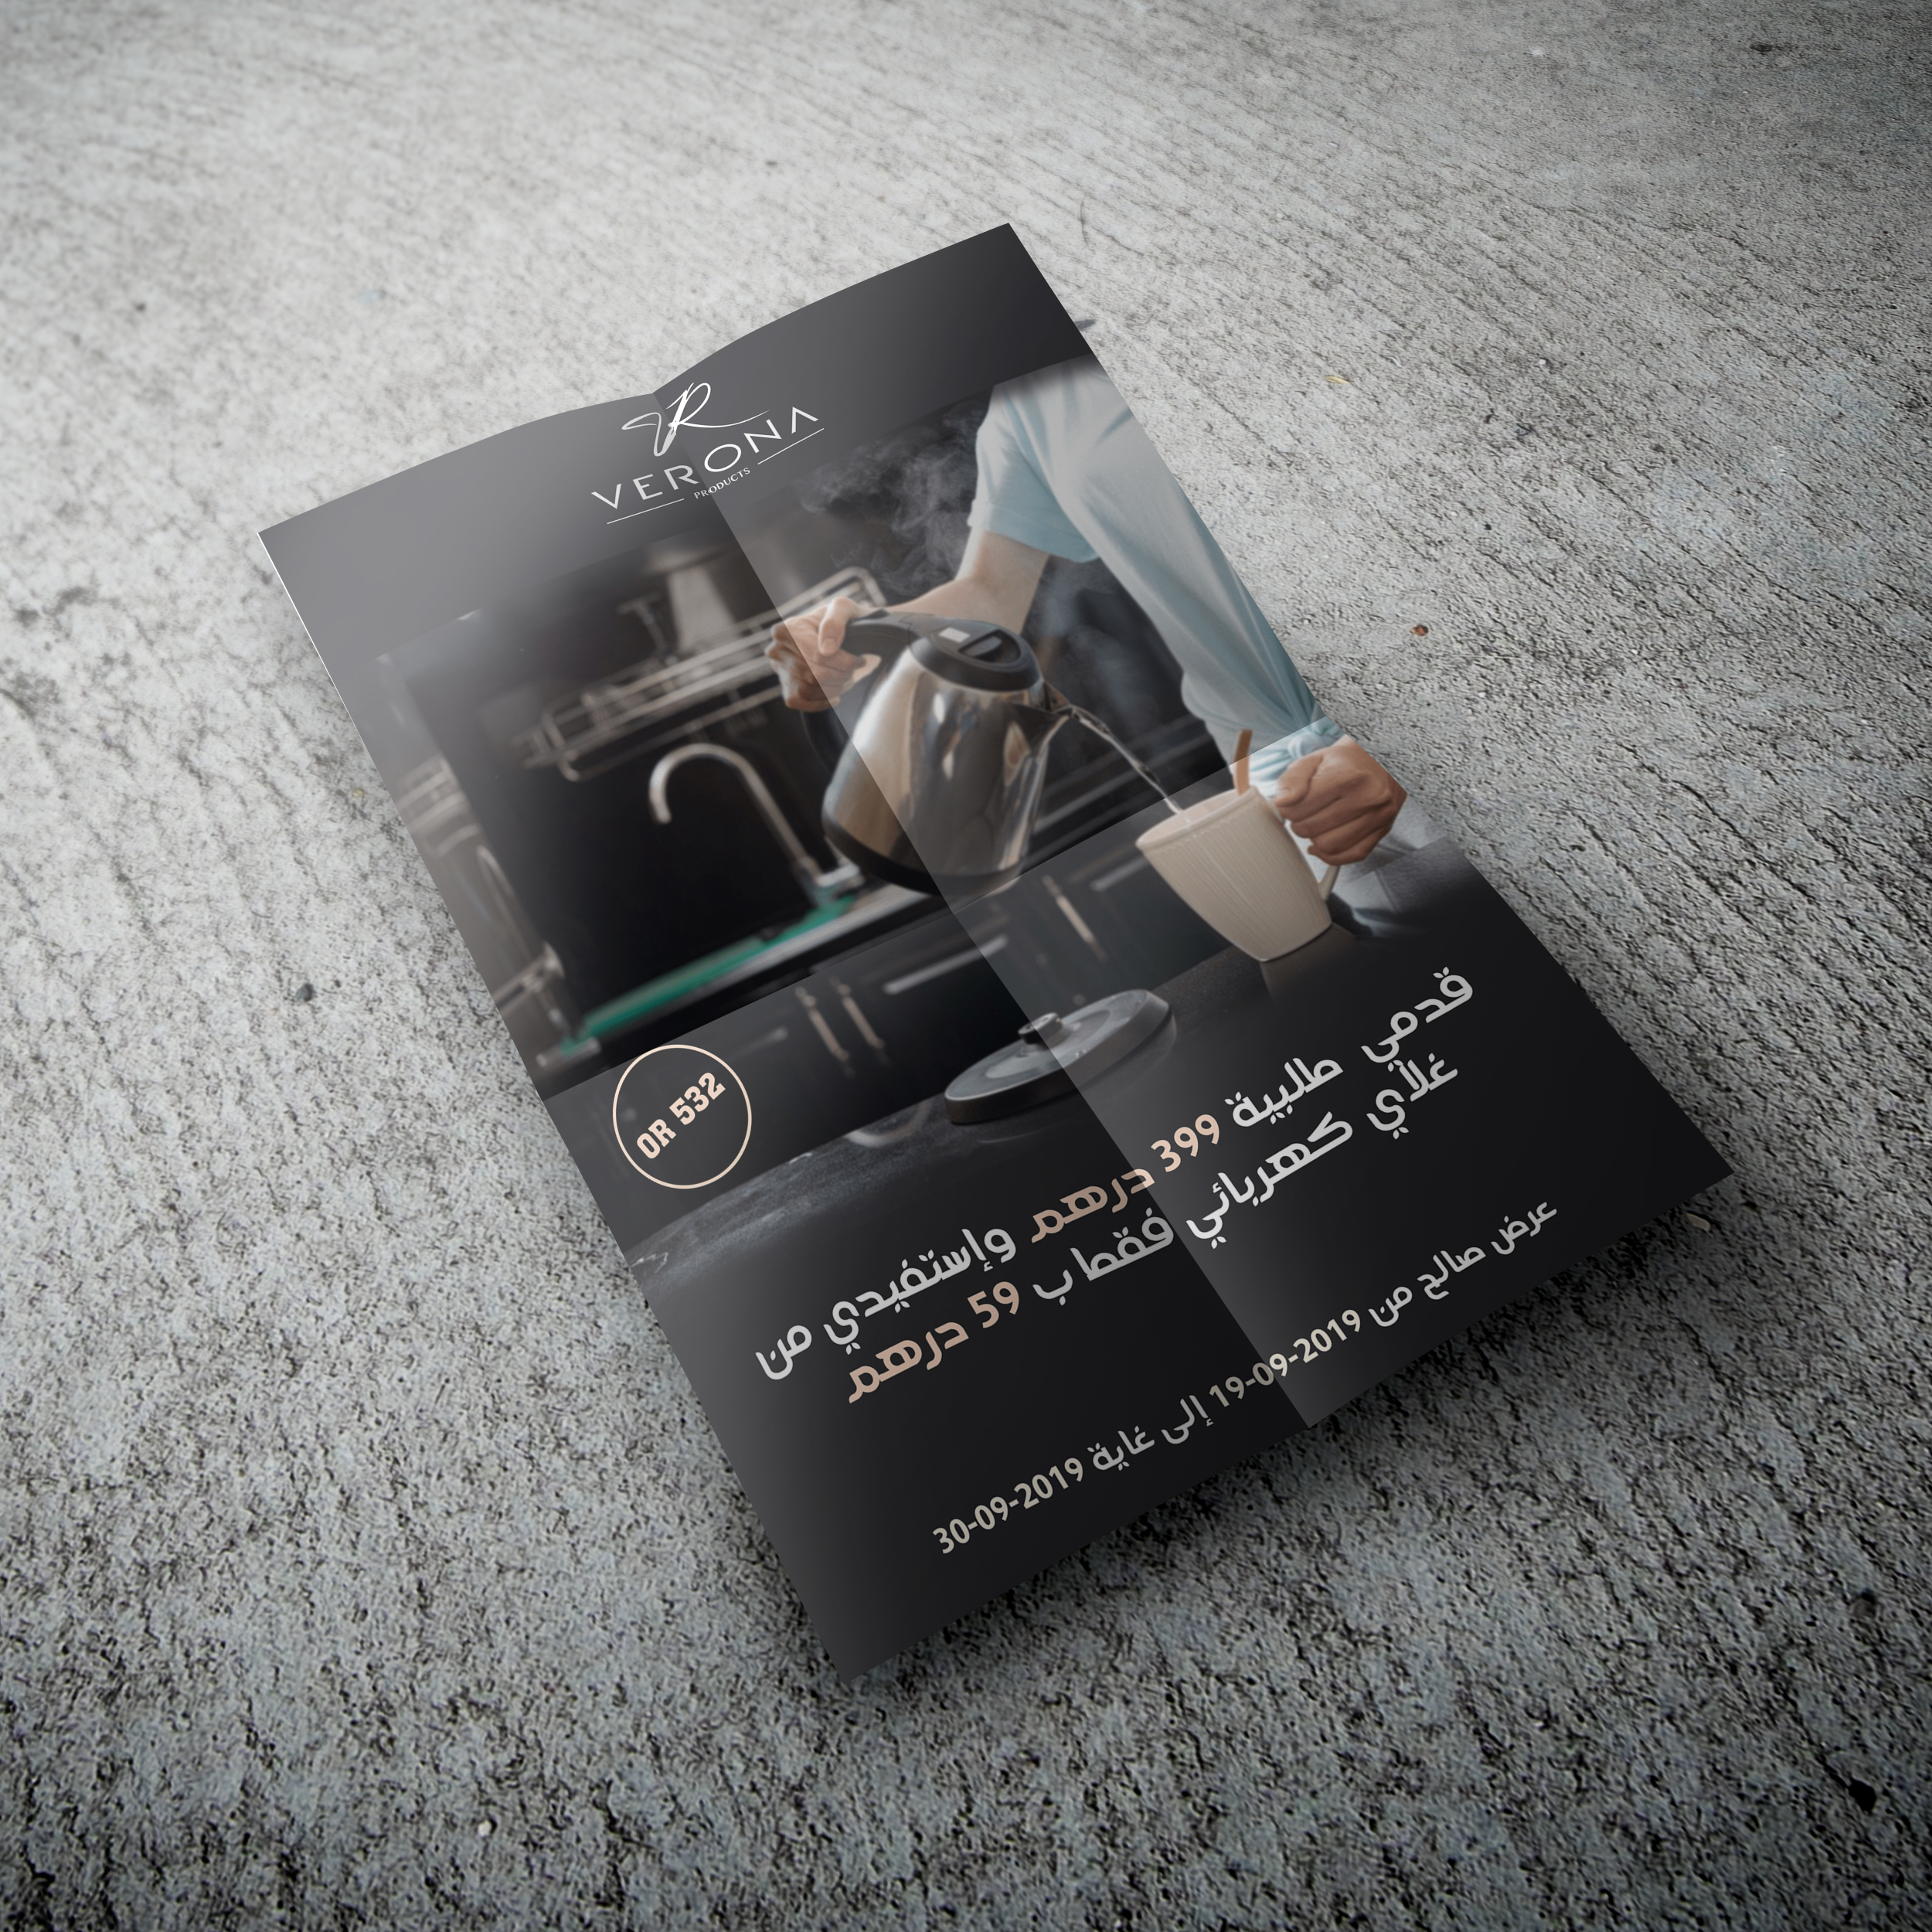 VR
VERONA
PRODUCTS
OR 532
قدمي طلبية 399 درهم وإستفيدي من
غلاي كهربائي فقط ب 59 درهم
عرض صالح من 2019-09-19 إلى غاية 2019-09-30